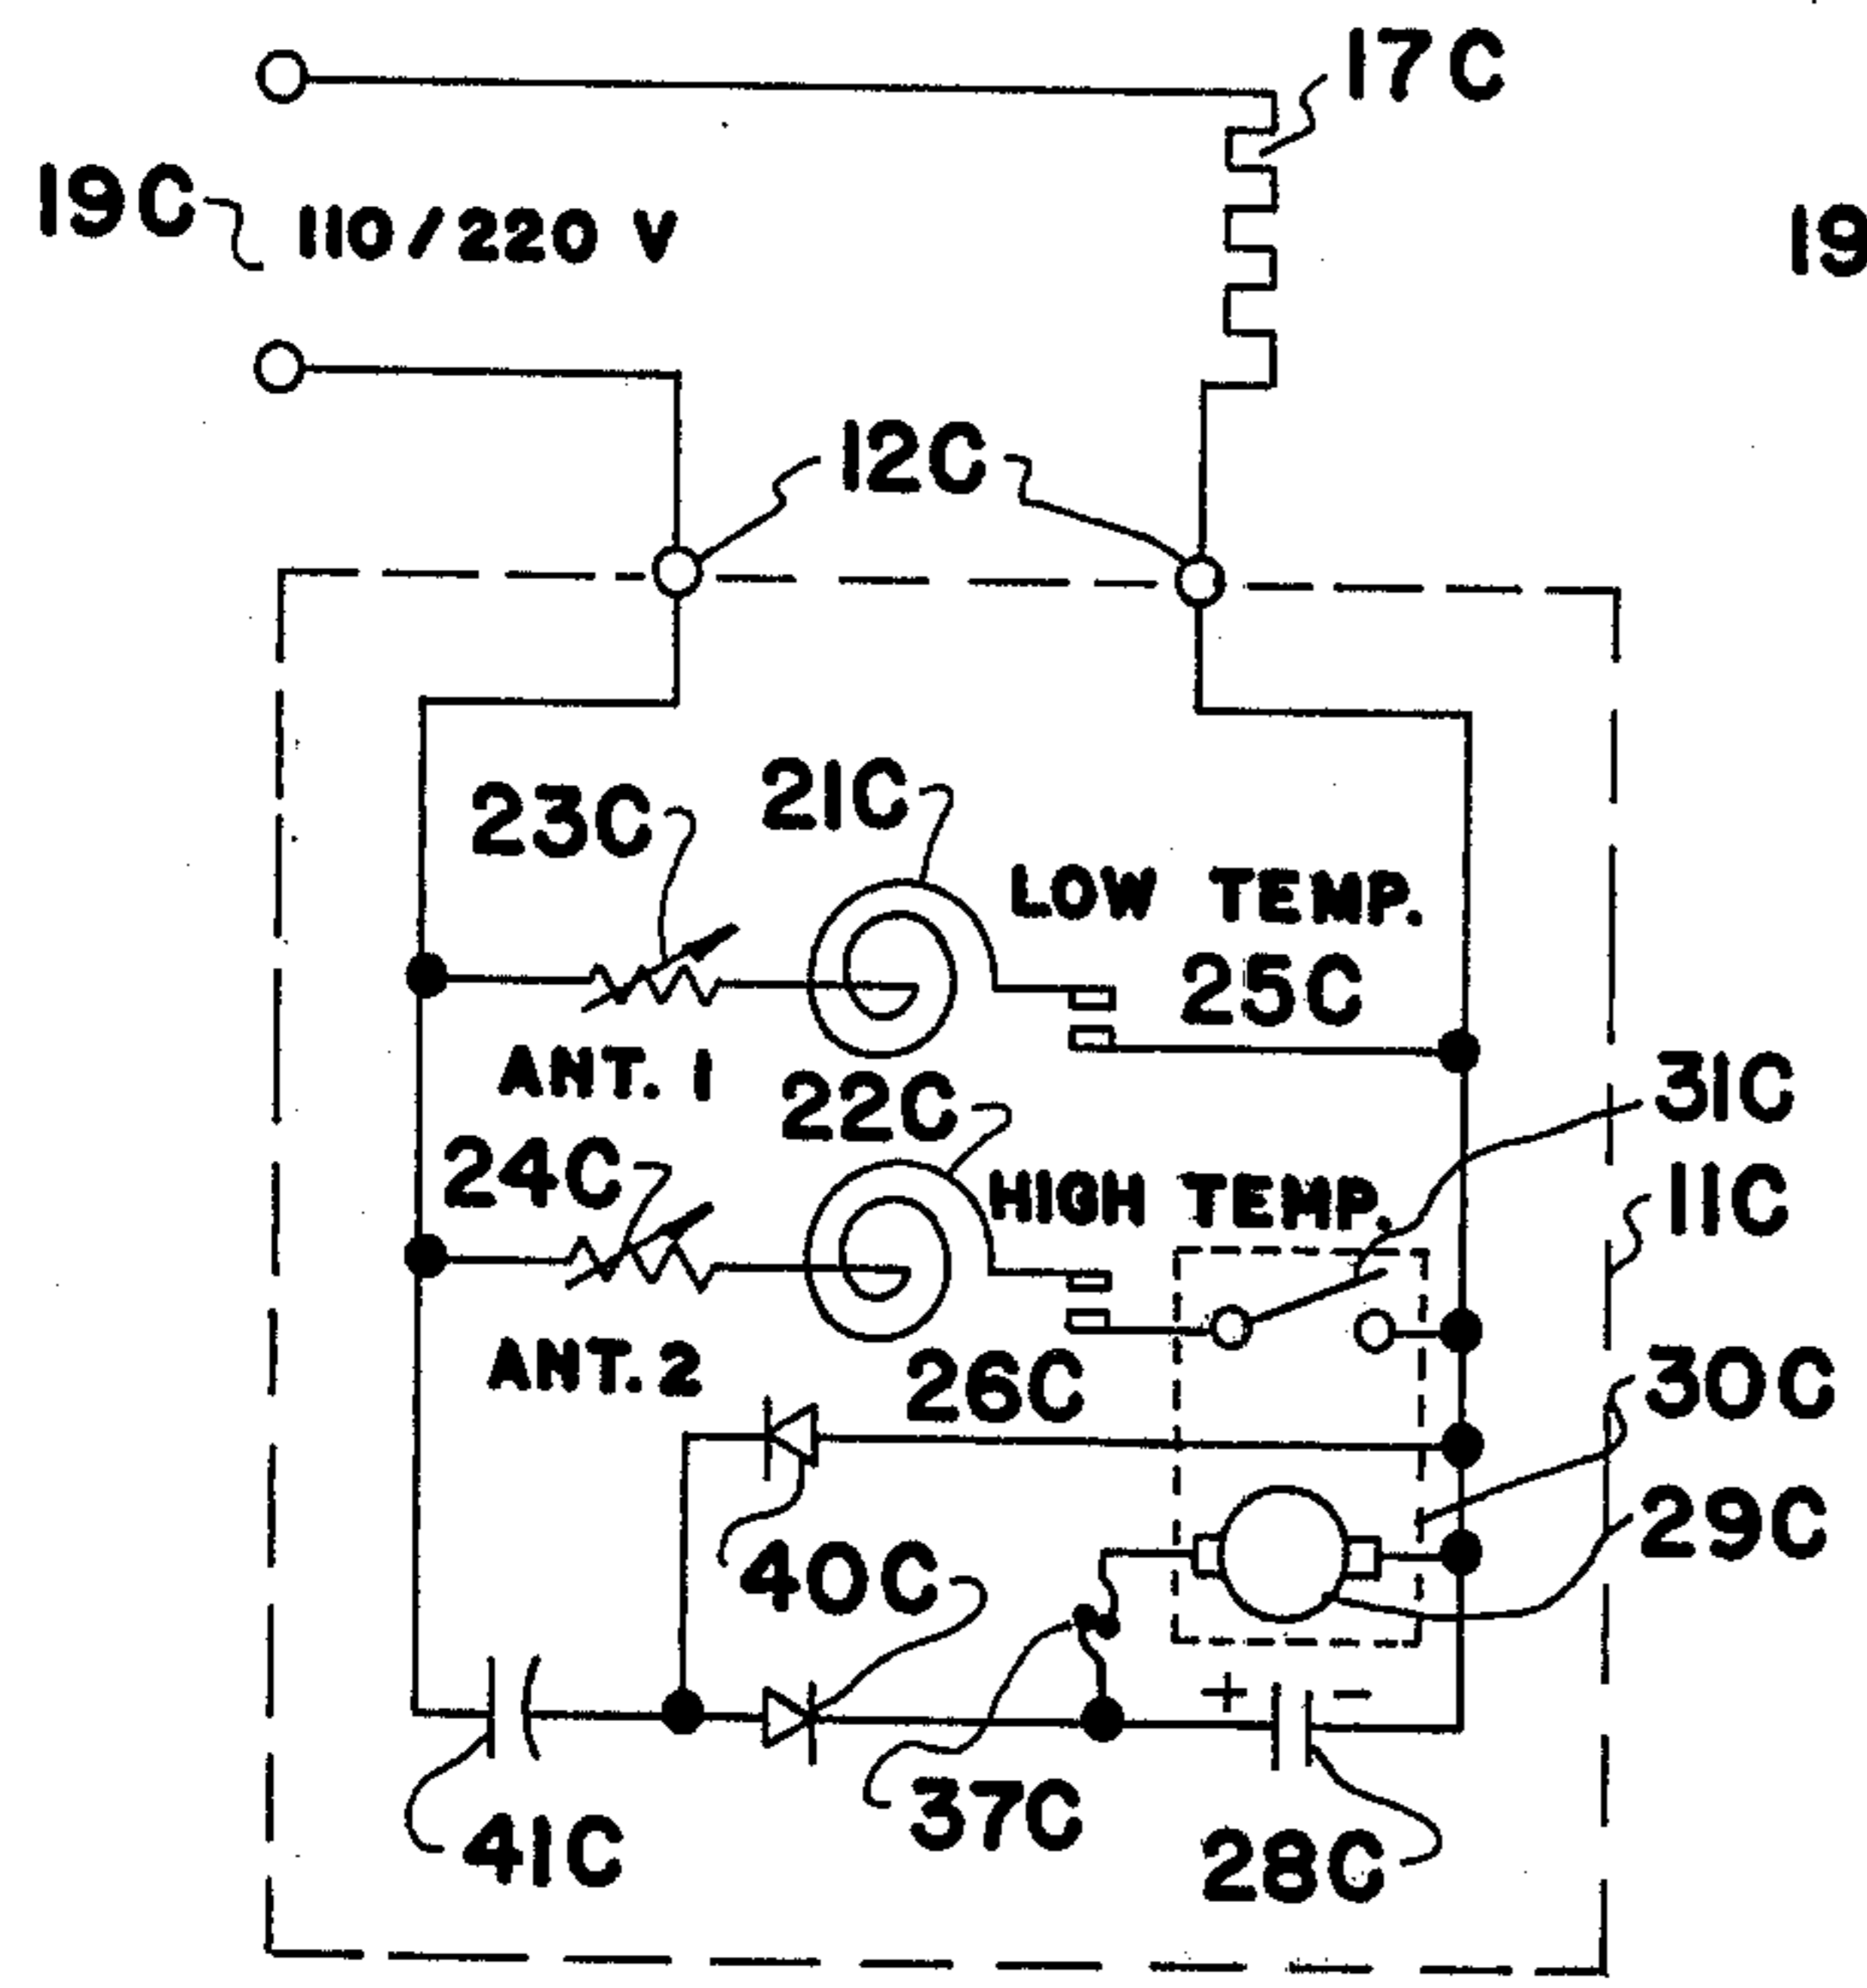 17C
19C 110/220 V
19
12C
21C
23C
LOW TEMP.
25C
ANT. 1
22C
31C
24C
HIGH TEMP.
11C
ANT. 2
26C
30C
29C
40C
+ -
37C
41C
28C